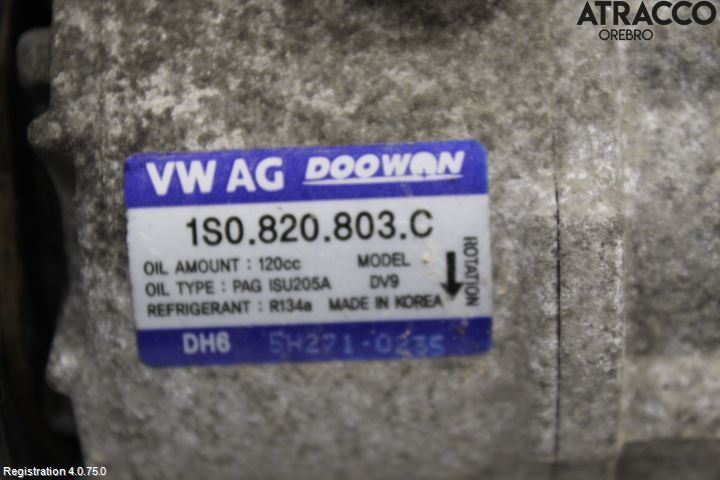 ATRACCO
ÖREBRO
VW AG DOOWON
1S0.820.803.C
OIL AMOUNT : 120cc MODEL
OIL TYPE : PAG ISU205A DV9
REFRIGERANT : R134a MADE IN KOREA
ROTATION
DH6 5H271-0235
Registration 4.0.75.0